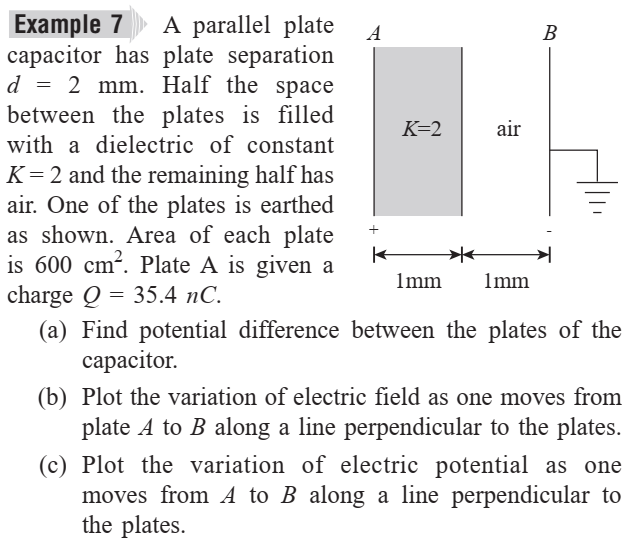 Example 7 A parallel plate
capacitor has plate separation
d = 2 mm. Half the space
between the plates is filled
with a dielectric of constant
K = 2 and the remaining half has
air. One of the plates is earthed
as shown. Area of each plate
is 600 cm². Plate A is given a
charge Q = 35.4 nC.
A B
K=2 air
+ -
1mm 1mm
(a) Find potential difference between the plates of the
capacitor.
(b) Plot the variation of electric field as one moves from
plate A to B along a line perpendicular to the plates.
(c) Plot the variation of electric potential as one
moves from A to B along a line perpendicular to
the plates.